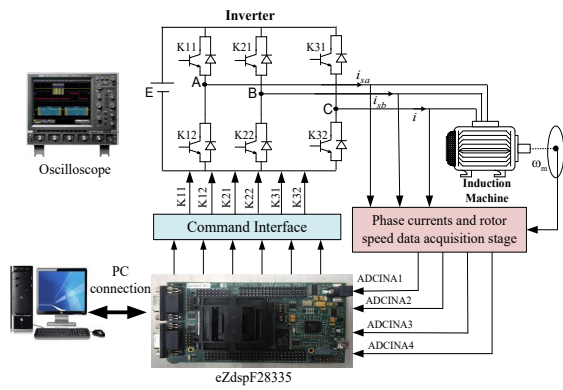 Inverter
K11
K21
K31
E
A
B
C
i_sa
i_sb
i
K12
K22
K32
Oscilloscope
K11
K12
K21
K22
K31
K32
Induction
Machine
ω_m
Command Interface
Phase currents and rotor
speed data acquisition stage
PC
connection
ADCINA1
ADCINA2
ADCINA3
ADCINA4
eZdspF28335